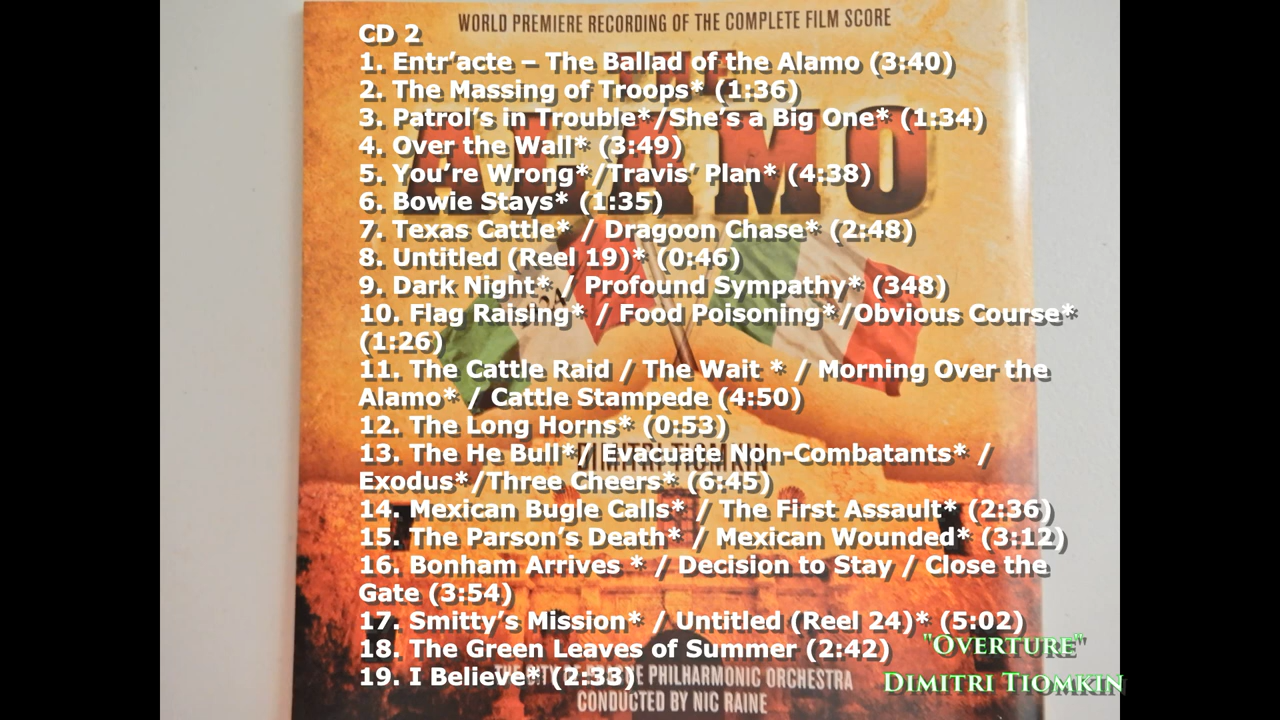 WORLD PREMIERE RECORDING OF THE COMPLETE FILM SCORE
CD 2
THE
1. Entr’acte – The Ballad of the Alamo (3:40)
2. The Massing of Troops* (1:36)
3. Patrol’s in Trouble*/She’s a Big One* (1:34)
ALAMO
4. Over the Wall* (3:49)
5. You’re Wrong*/Travis’ Plan* (4:38)
6. Bowie Stays* (1:35)
7. Texas Cattle* / Dragoon Chase* (2:48)
8. Untitled (Reel 19)* (0:46)
9. Dark Night* / Profound Sympathy* (348)
1824
10. Flag Raising* / Food Poisoning*/Obvious Course*
(1:26)
11. The Cattle Raid / The Wait * / Morning Over the
Alamo* / Cattle Stampede (4:50)
12. The Long Horns* (0:53)
13. The He Bull*/ Evacuate Non-Combatants* /
DIMITRI TIOMKIN
Exodus*/Three Cheers* (6:45)
14. Mexican Bugle Calls* / The First Assault* (2:36)
15. The Parson’s Death* / Mexican Wounded* (3:12)
16. Bonham Arrives * / Decision to Stay / Close the
Gate (3:54)
17. Smitty’s Mission* / Untitled (Reel 24)* (5:02)
18. The Green Leaves of Summer (2:42)
19. I Believe* (2:33)
THE CITY OF PRAGUE PHILHARMONIC ORCHESTRA
CONDUCTED BY NIC RAINE
"Overture"
Dimitri Tiomkin